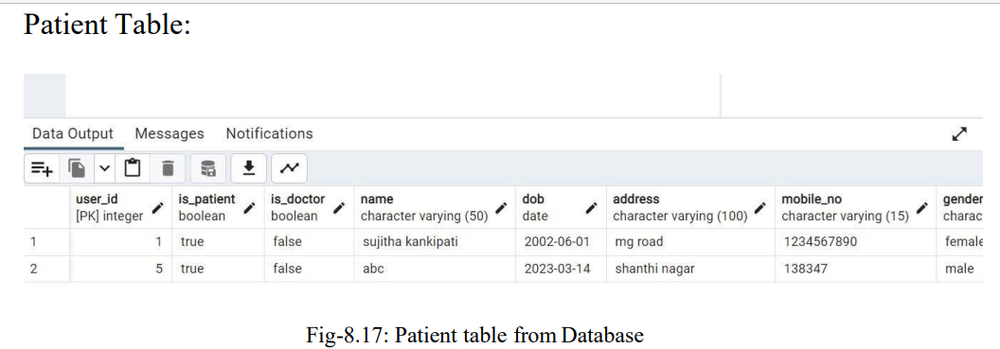 Patient Table:
Data Output Messages Notifications
user_id is_patient is_doctor name dob address mobile_no gender
[PK] integer boolean boolean character varying (50) date character varying (100) character varying (15) charac
1 1 true false sujitha kankipati 2002-06-01 mg road 1234567890 female
2 5 true false abc 2023-03-14 shanthi nagar 138347 male
Fig-8.17: Patient table from Database